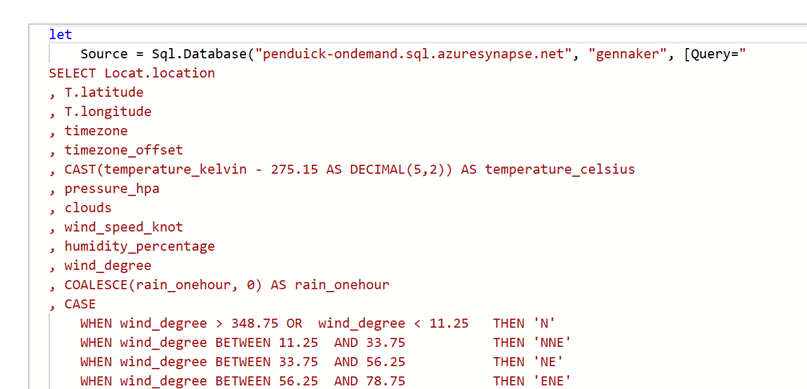 let
Source = Sql.Database("penduick-ondemand.sql.azuresynapse.net", "gennaker", [Query="
SELECT Locat.location
, T.latitude
, T.longitude
, timezone
, timezone_offset
, CAST(temperature_kelvin - 275.15 AS DECIMAL(5,2)) AS temperature_celsius
, pressure_hpa
, clouds
, wind_speed_knot
, humidity_percentage
, wind_degree
, COALESCE(rain_onehour, 0) AS rain_onehour
, CASE
WHEN wind_degree > 348.75 OR  wind_degree < 11.25   THEN 'N'
WHEN wind_degree BETWEEN 11.25  AND 33.75           THEN 'NNE'
WHEN wind_degree BETWEEN 33.75  AND 56.25           THEN 'NE'
WHEN wind_degree BETWEEN 56.25  AND 78.75           THEN 'ENE'